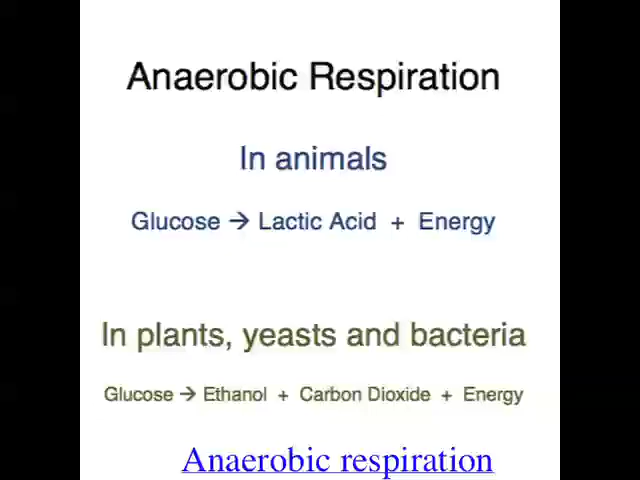 Anaerobic Respiration
In animals
Glucose → Lactic Acid + Energy
In plants, yeasts and bacteria
Glucose → Ethanol + Carbon Dioxide + Energy
Anaerobic respiration